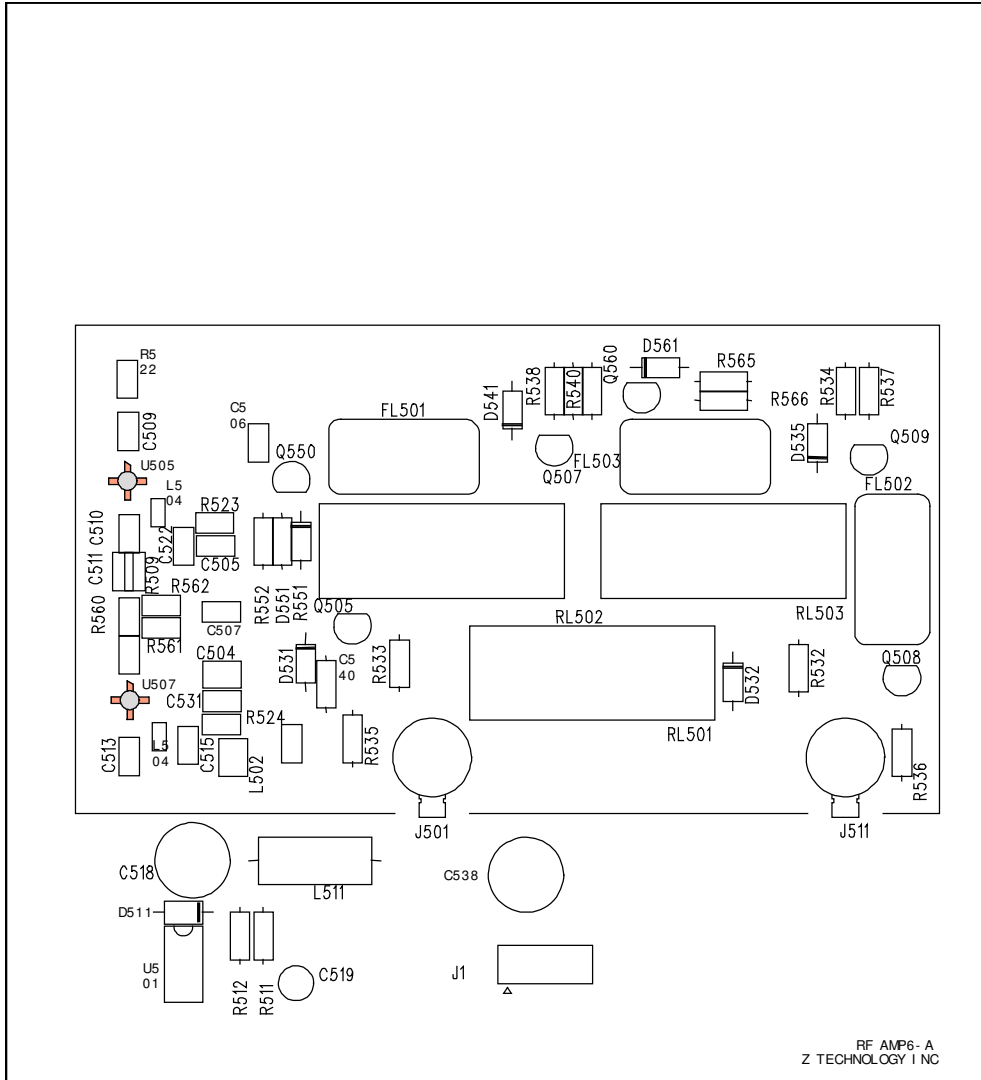 R5
22
C509
U505
L5
04
C510
C522
R523
C505
C511
R509
R562
R560
R561
C507
C504
U507
C531
R524
L5
04
C513
C515
L502
C5
06
Q550
FL501
R552
D551
R551
Q505
D531
C5
40
R533
R535
D541
R538
R540
Q560
D561
R565
R566
R534
R537
Q507
FL503
D535
Q509
FL502
RL502
RL503
D532
R532
Q508
RL501
R536
J501
J511
C518
L511
C538
D511
U5
01
R512
R511
C519
J1
RF AMP6-A
Z TECHNOLOGY INC